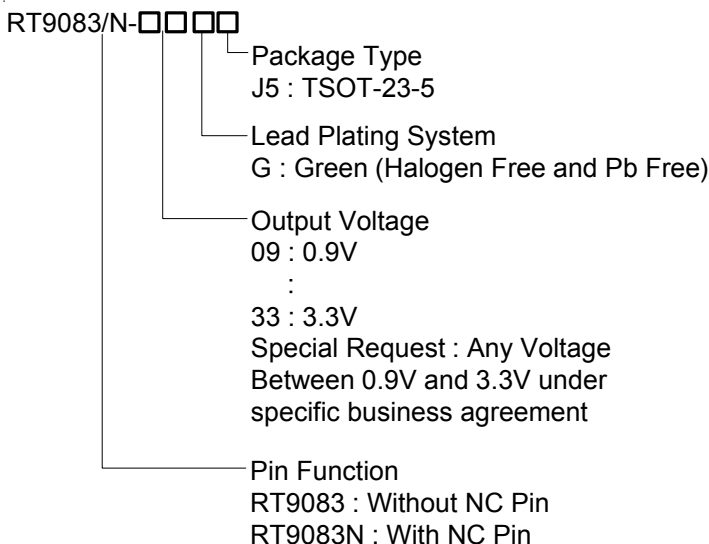 RT9083/N-□□□□
Package Type
J5 : TSOT-23-5
Lead Plating System
G : Green (Halogen Free and Pb Free)
Output Voltage
09 : 0.9V
:
33 : 3.3V
Special Request : Any Voltage
Between 0.9V and 3.3V under
specific business agreement
Pin Function
RT9083 : Without NC Pin
RT9083N : With NC Pin